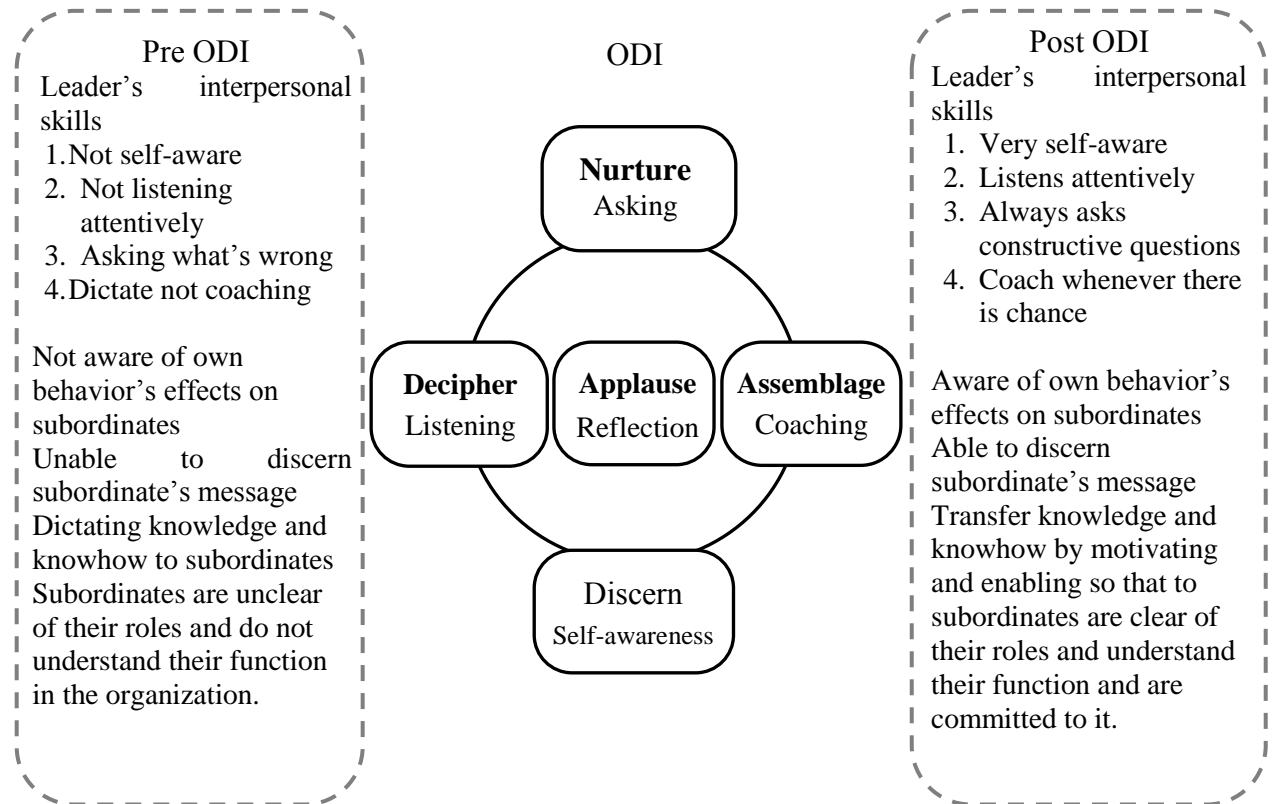 Pre ODI
Leader’s interpersonal
skills
1. Not self-aware
2. Not listening
attentively
3. Asking what’s wrong
4. Dictate not coaching
Not aware of own
behavior’s effects on
subordinates
Unable to discern
subordinate’s message
Dictating knowledge and
knowhow to subordinates
Subordinates are unclear
of their roles and do not
understand their function
in the organization.
ODI
Nurture
Asking
Decipher
Listening
Applause
Reflection
Assemblage
Coaching
Discern
Self-awareness
Post ODI
Leader’s interpersonal
skills
1. Very self-aware
2. Listens attentively
3. Always asks
constructive questions
4. Coach whenever there
is chance
Aware of own behavior’s
effects on subordinates
Able to discern
subordinate’s message
Transfer knowledge and
knowhow by motivating
and enabling so that to
subordinates are clear of
their roles and understand
their function and are
committed to it.